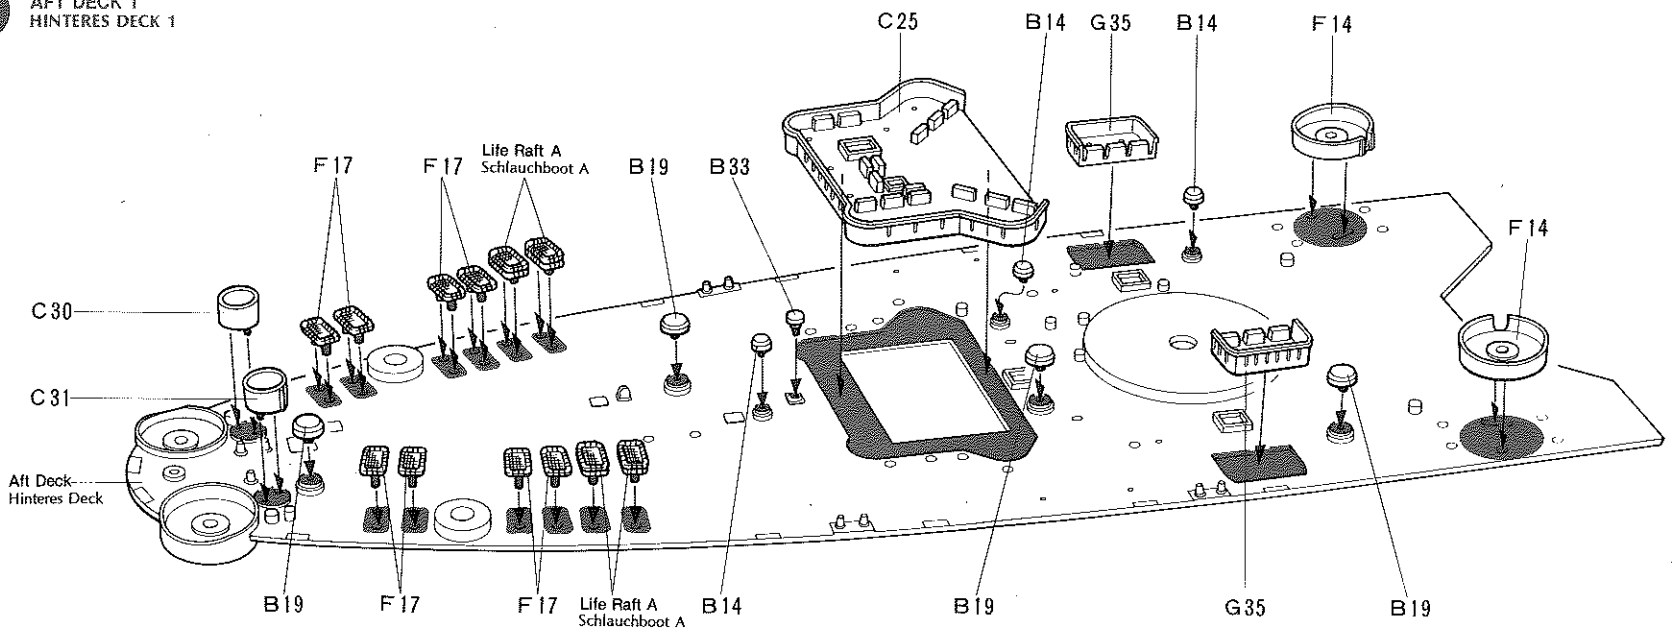 AFT DECK 1
HINTERES DECK 1
C25
B14
G35
B14
F14
F17
F17
Life Raft A
Schlauchboot A
B19
B33
F14
C30
C31
Aft Deck
Hinteres Deck
B19
F17
F17
Life Raft A
Schlauchboot A
B14
B19
G35
B19